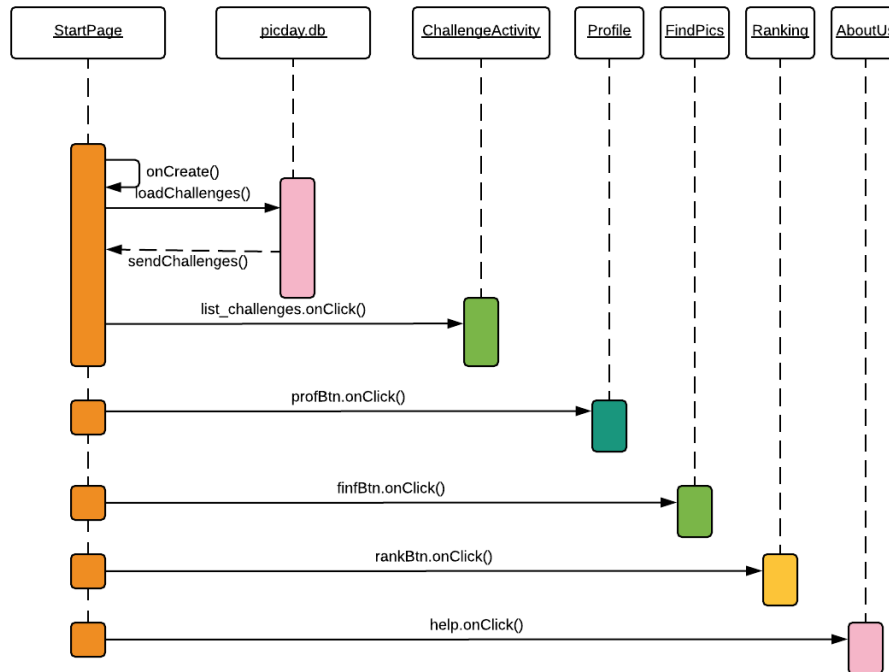 StartPage
picday.db
ChallengeActivity
Profile
FindPics
Ranking
AboutUs
onCreate()
loadChallenges()
sendChallenges()
list_challenges.onClick()
profBtn.onClick()
finfBtn.onClick()
rankBtn.onClick()
help.onClick()